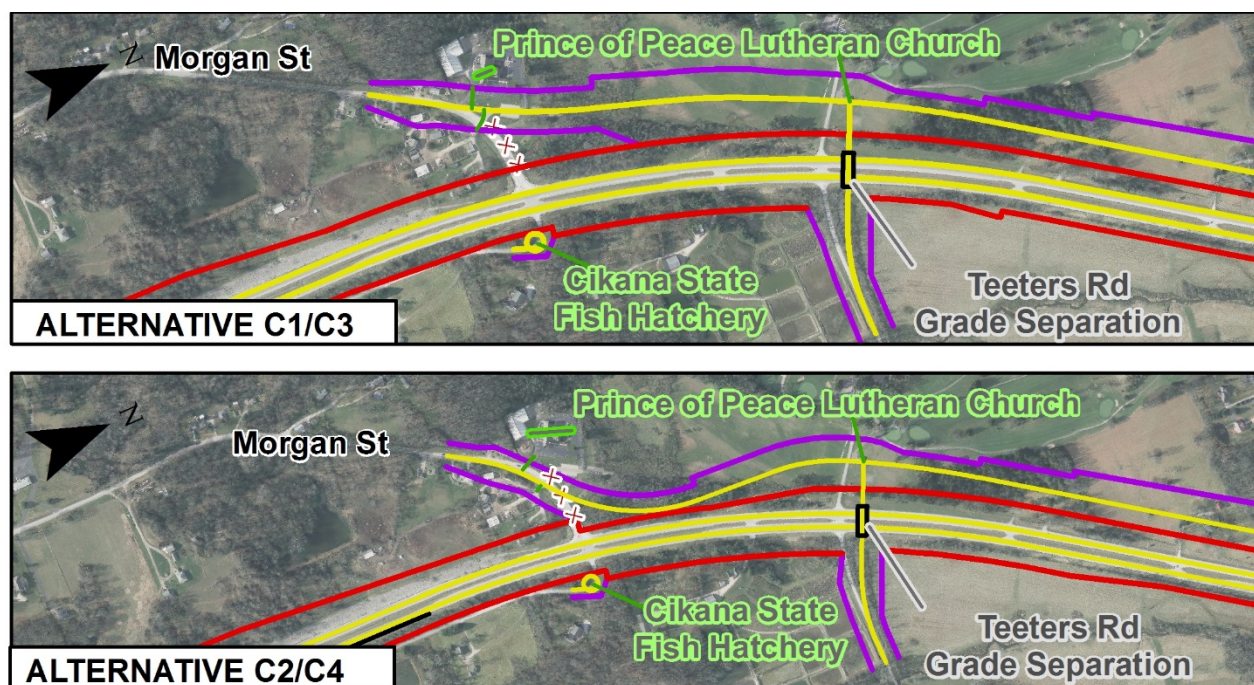 Prince of Peace Lutheran Church
N
Morgan St
Cikana State
Fish Hatchery
Teeters Rd
Grade Separation
ALTERNATIVE C1/C3
Prince of Peace Lutheran Church
N
Morgan St
Cikana State
Fish Hatchery
Teeters Rd
Grade Separation
ALTERNATIVE C2/C4